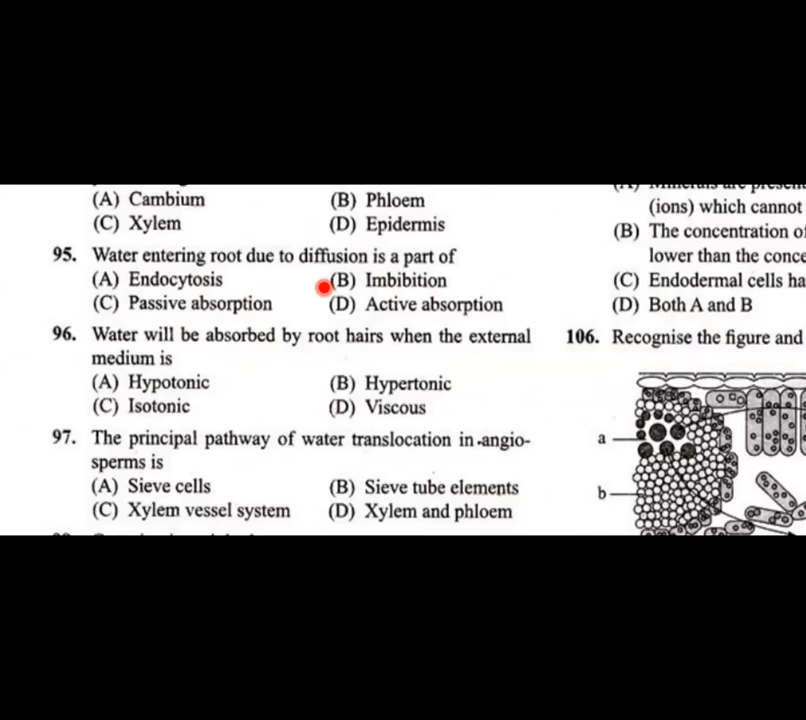 (A) Cambium (B) Phloem
(C) Xylem (D) Epidermis
95. Water entering root due to diffusion is a part of
(A) Endocytosis (B) Imbibition
(C) Passive absorption (D) Active absorption
96. Water will be absorbed by root hairs when the external
medium is
(A) Hypotonic (B) Hypertonic
(C) Isotonic (D) Viscous
97. The principal pathway of water translocation in angio-
sperms is
(A) Sieve cells (B) Sieve tube elements
(C) Xylem vessel system (D) Xylem and phloem
(A) Minerals are
(ions) which cannot
(B) The concentration
lower than the
(C) Endodermal cells
(D) Both A and B
106. Recognise the figure and
a
b